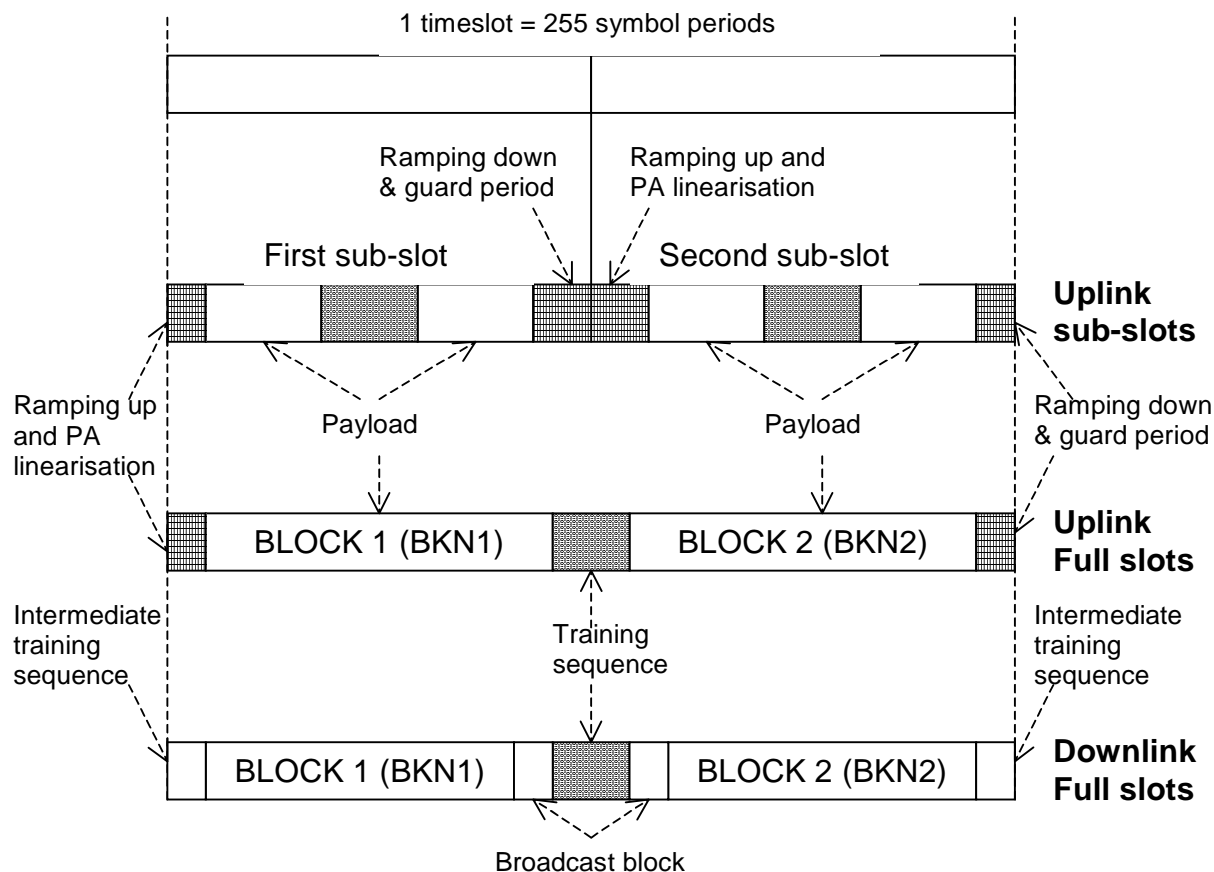 1 timeslot = 255 symbol periods
Ramping down
& guard period
Ramping up and
PA linearisation
First sub-slot
Second sub-slot
Uplink
sub-slots
Ramping up
and PA
linearisation
Payload
Payload
Ramping down
& guard period
BLOCK 1 (BKN1)
BLOCK 2 (BKN2)
Uplink
Full slots
Intermediate
training
sequence
Training
sequence
Intermediate
training
sequence
BLOCK 1 (BKN1)
BLOCK 2 (BKN2)
Downlink
Full slots
Broadcast block